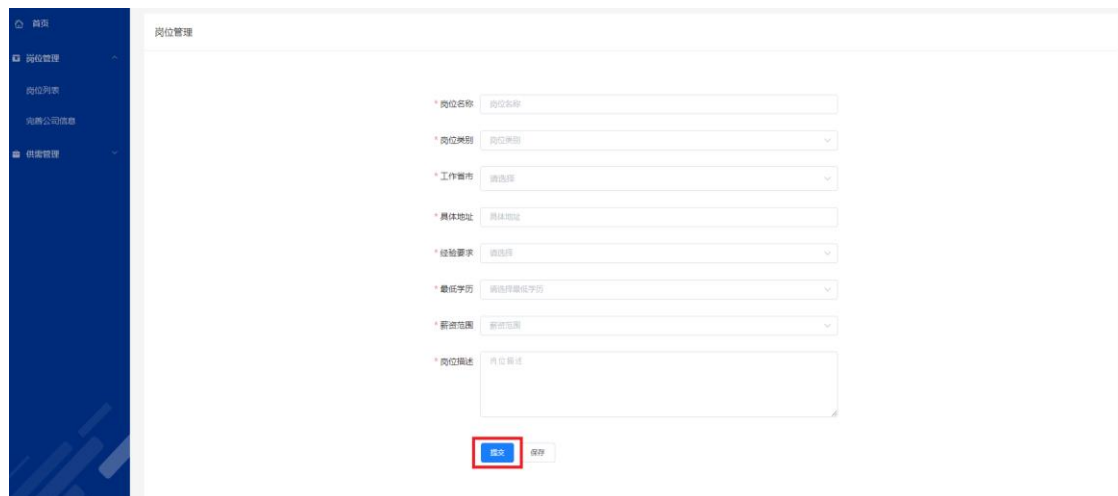 首页
岗位管理
岗位列表
完善公司信息
供需管理
岗位管理
* 岗位名称 岗位名称
* 岗位类别 岗位类别
* 工作省市 请选择
* 具体地址 具体地址
* 经验要求 请选择
* 最低学历 请选择最低学历
* 薪资范围 薪资范围
* 岗位描述 岗位描述
提交 保存